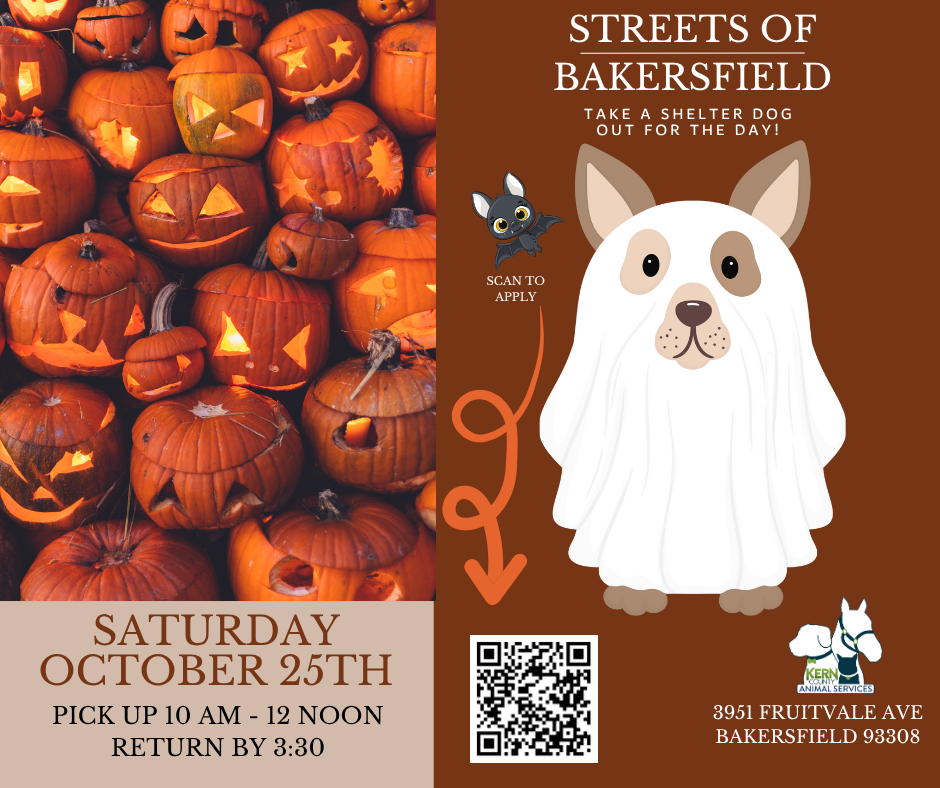 STREETS OF
BAKERSFIELD
TAKE A SHELTER DOG
OUT FOR THE DAY!
SCAN TO
APPLY
SATURDAY
OCTOBER 25TH
PICK UP 10 AM - 12 NOON
RETURN BY 3:30
KERN
COUNTY
ANIMAL SERVICES
3951 FRUITVALE AVE
BAKERSFIELD 93308